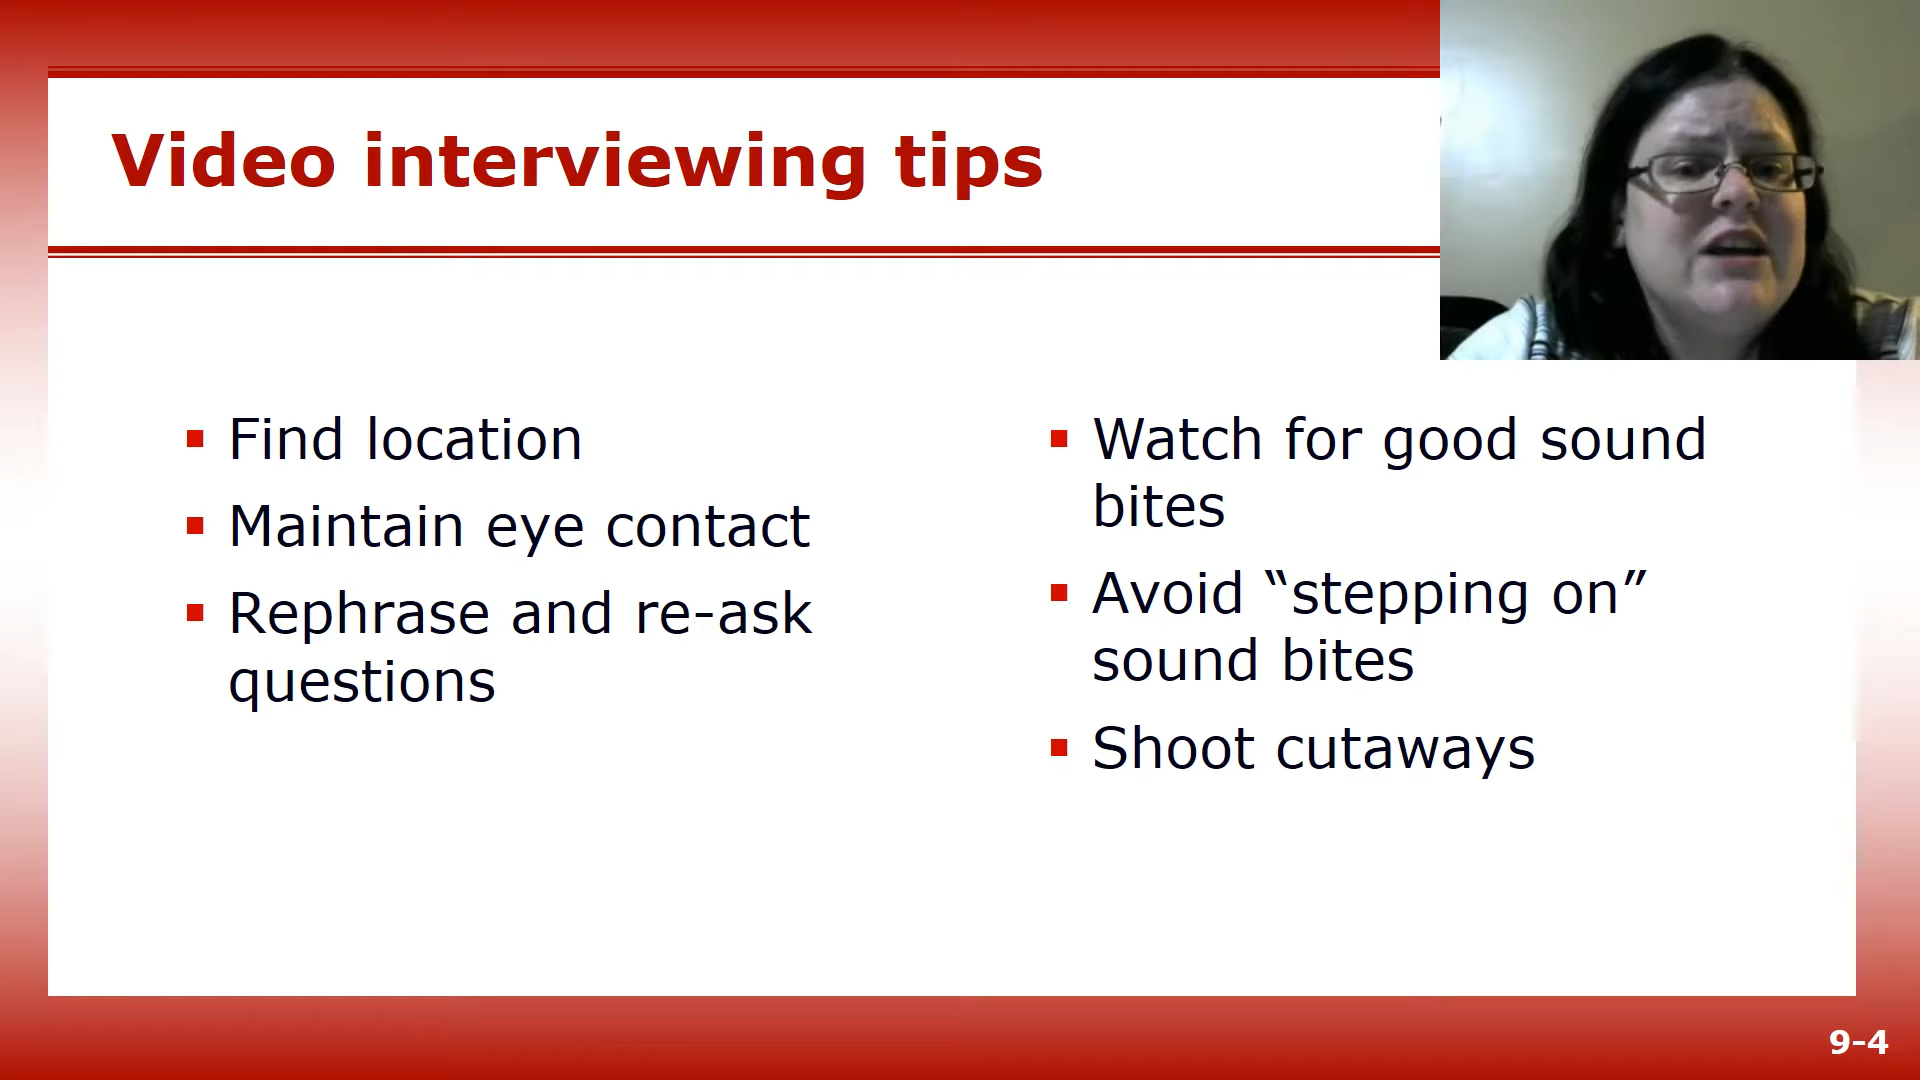 Video interviewing tips
Find location
Maintain eye contact
Rephrase and re-ask
questions
Watch for good sound
bites
Avoid “stepping on”
sound bites
Shoot cutaways
9-4